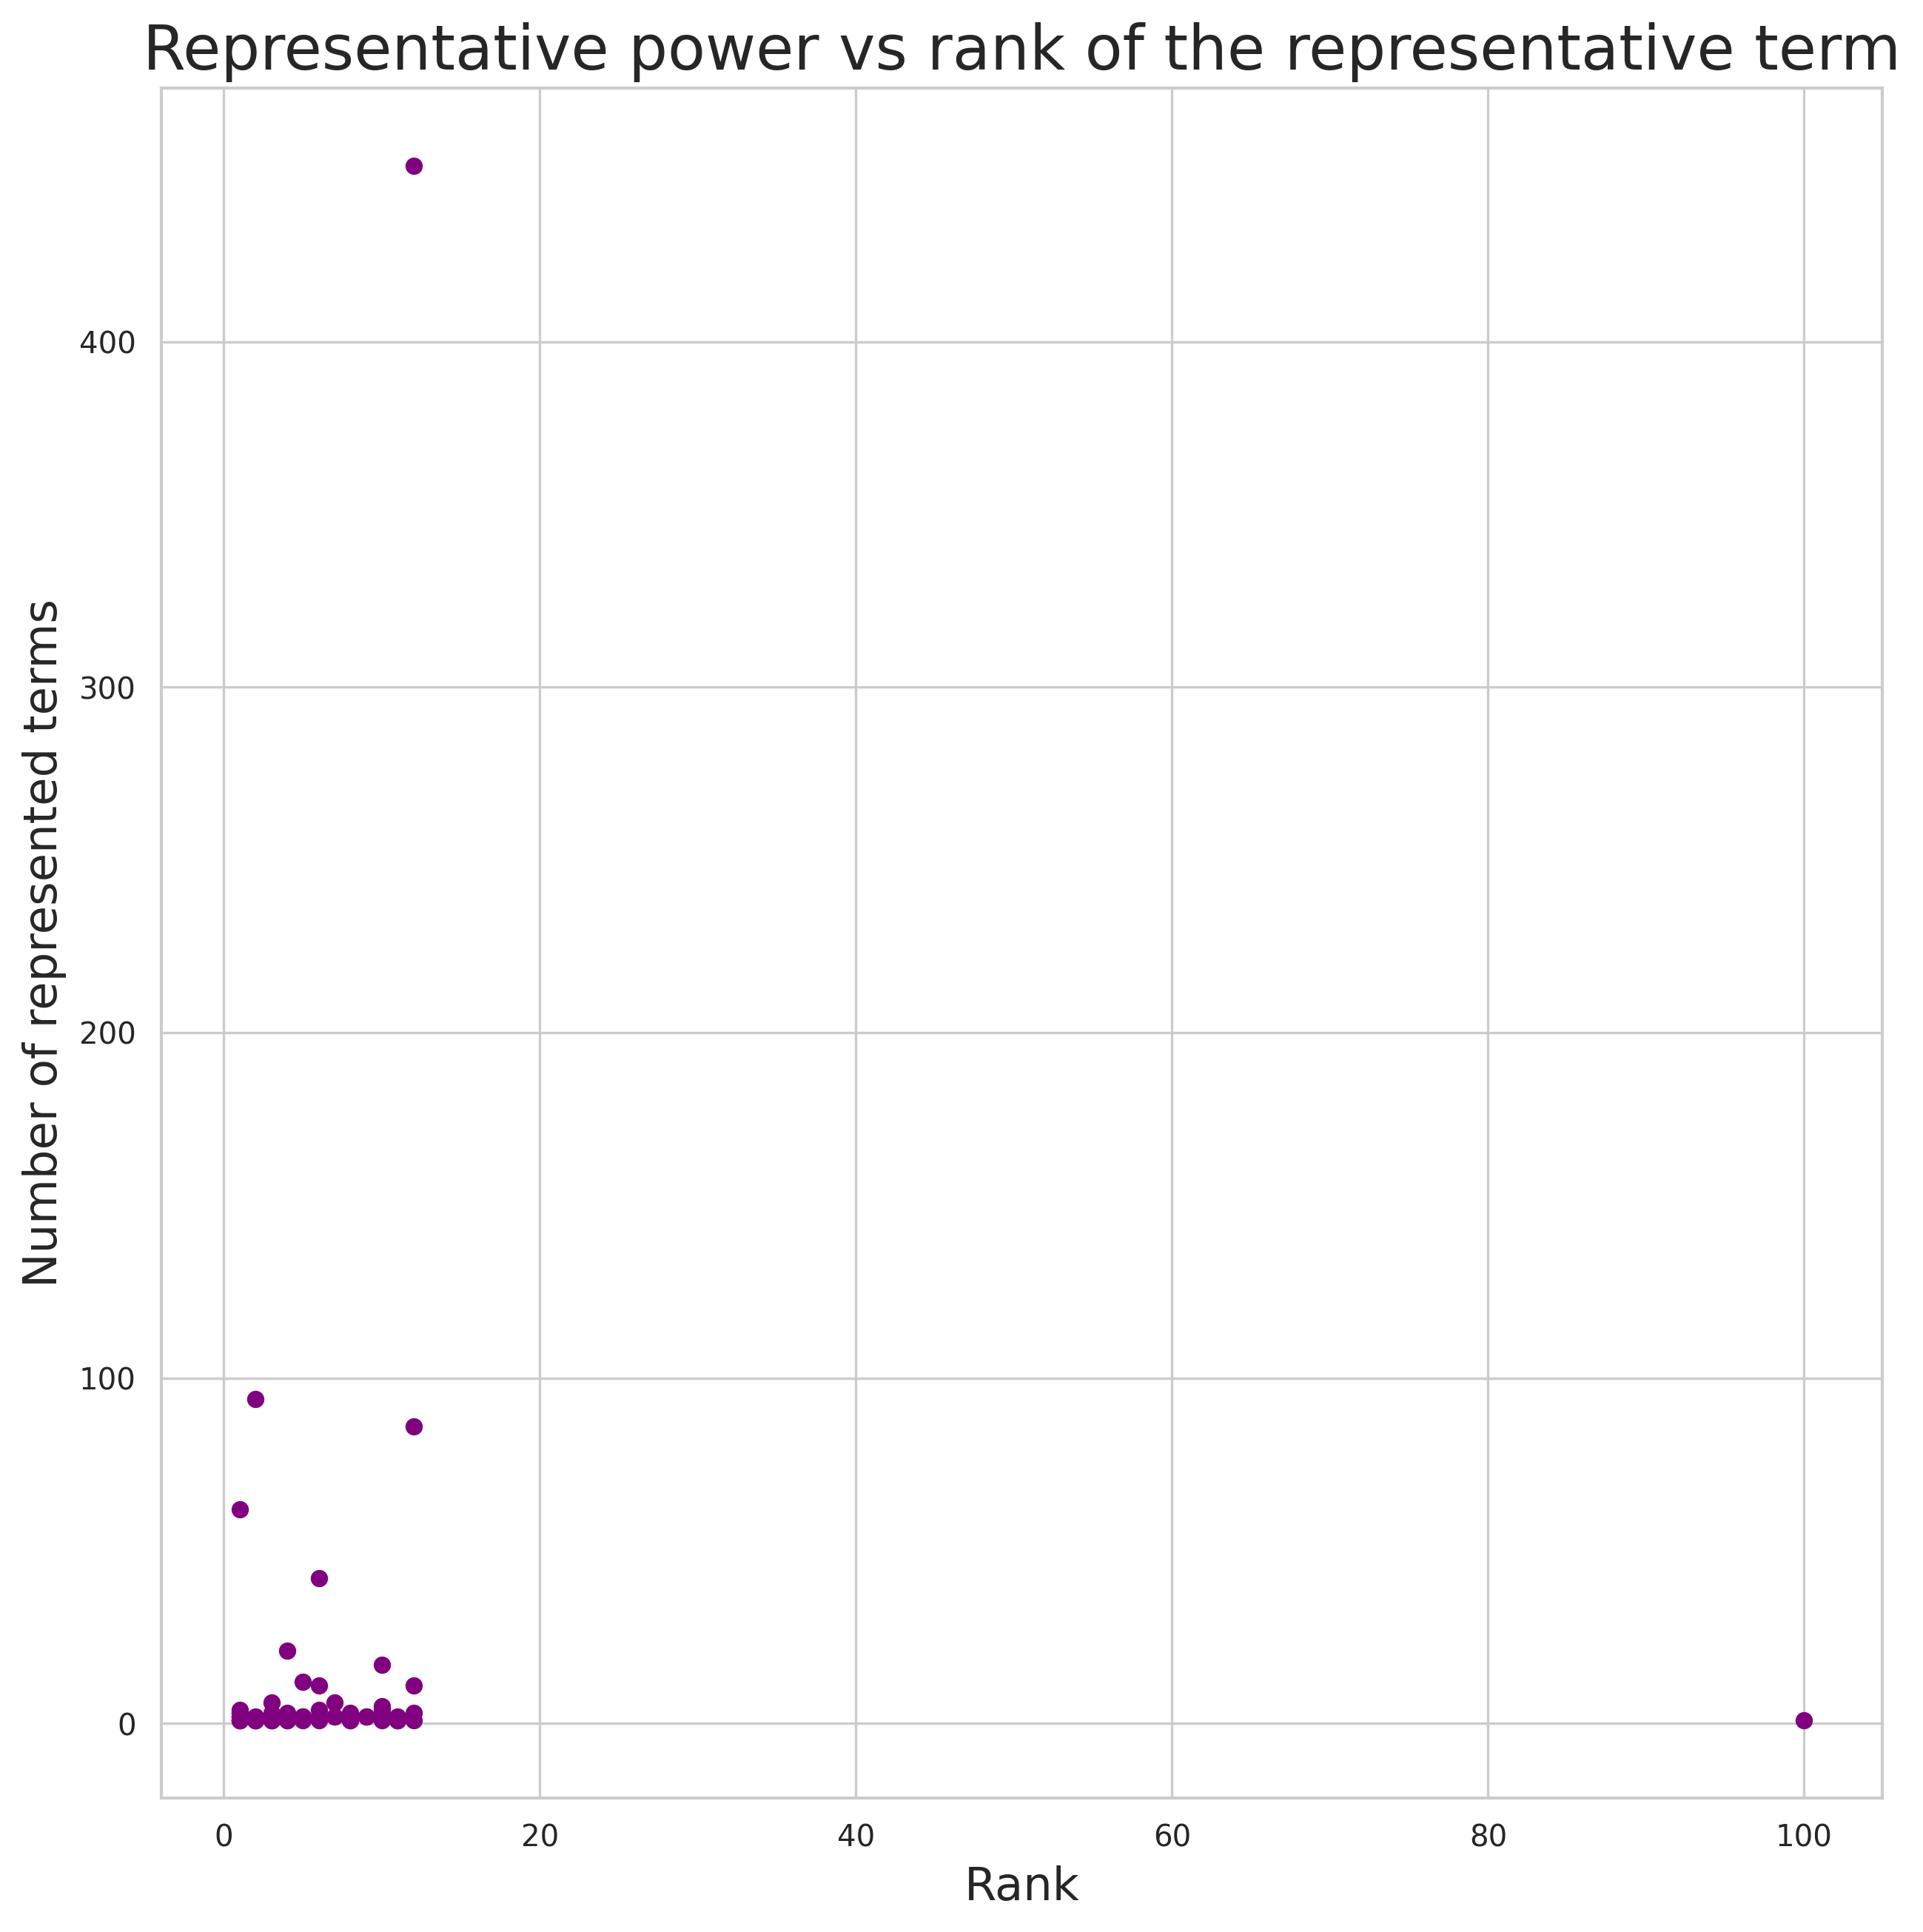 Representative power vs rank of the representative term
Number of represented terms
400
300
200
100
0
0 20 40 60 80 100
Rank